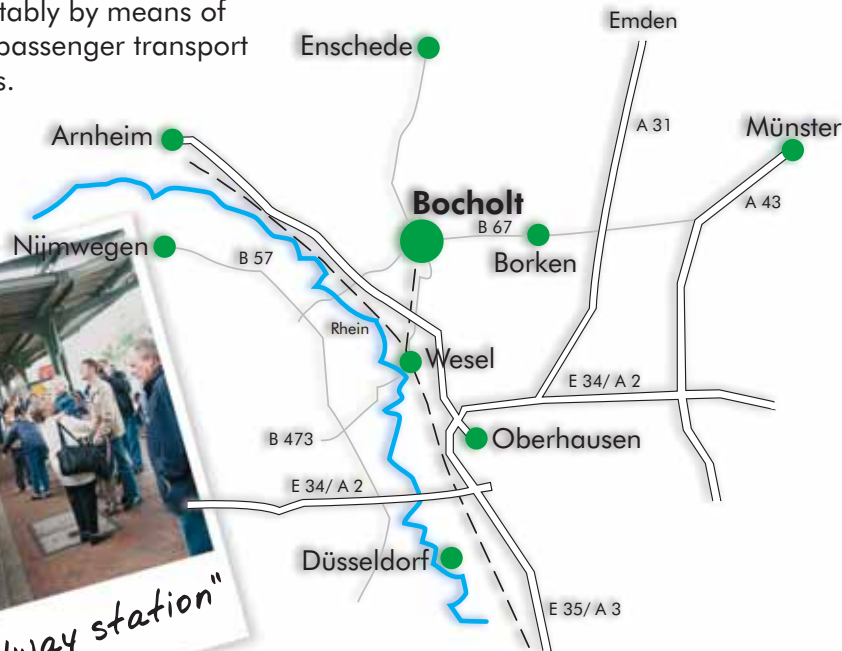 tably by means of
passenger transport
s.
Emden
Enschede
A 31
Arnheim
Münster
A 43
Bocholt
B 67
Nijmwegen
B 57
Borken
Rhein
Wesel
E 34/ A 2
B 473
Oberhausen
E 34/ A 2
Düsseldorf
E 35/ A 3
way station"